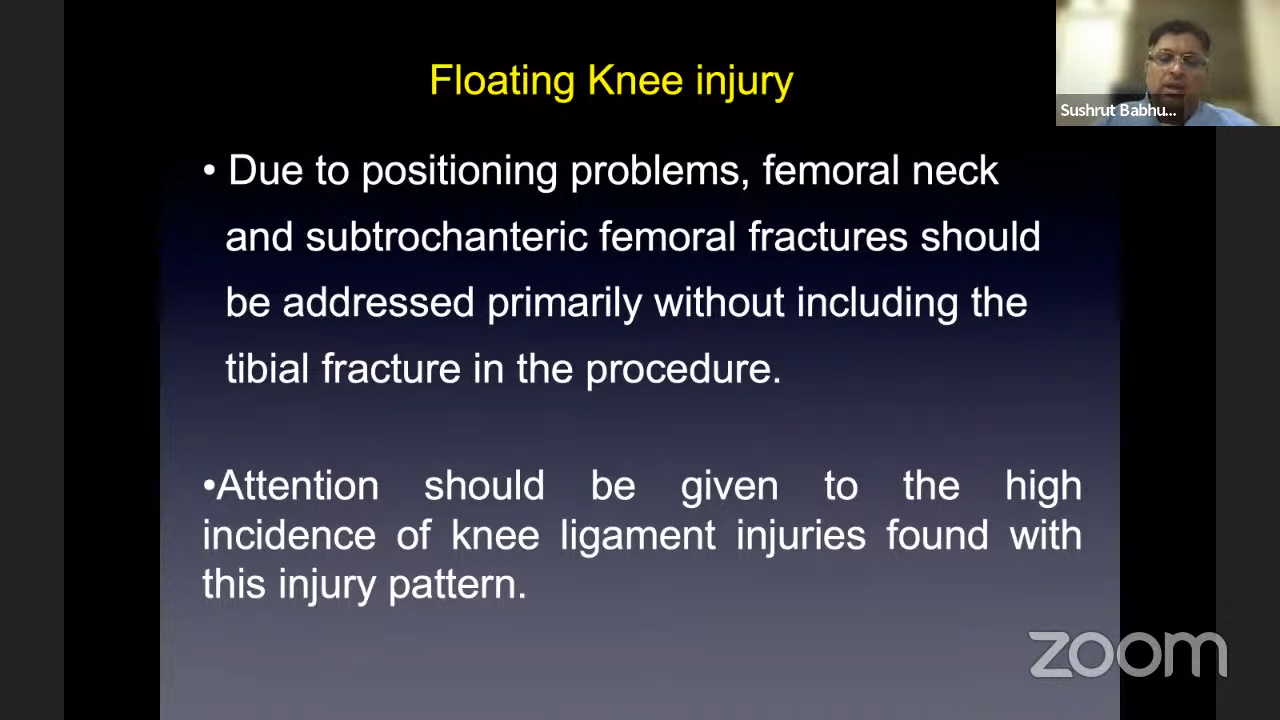 Floating Knee injury
Sushrut Babhu...
• Due to positioning problems, femoral neck
and subtrochanteric femoral fractures should
be addressed primarily without including the
tibial fracture in the procedure.
•Attention should be given to the high
incidence of knee ligament injuries found with
this injury pattern.
zoom